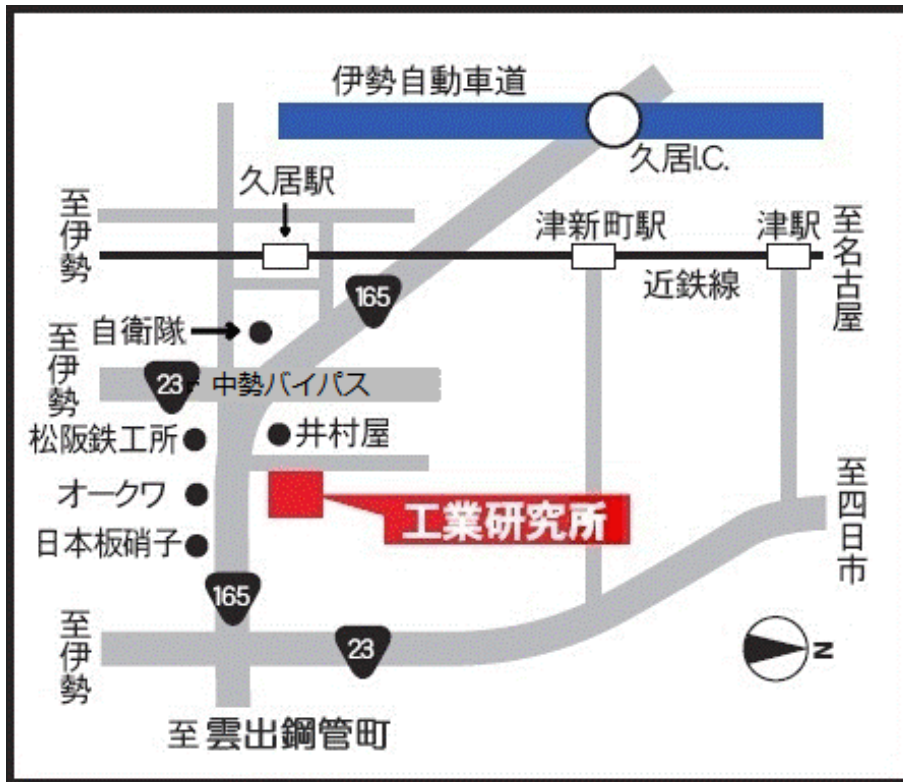 伊勢自動車道
久居I.C.
久居駅
至伊勢
津新町駅
津駅
至名古屋
近鉄線
165
自衛隊
至伊勢
23
中勢バイパス
松阪鉄工所
井村屋
オークワ
工業研究所
至四日市
日本板硝子
165
至伊勢
23
N
至 雲出鋼管町